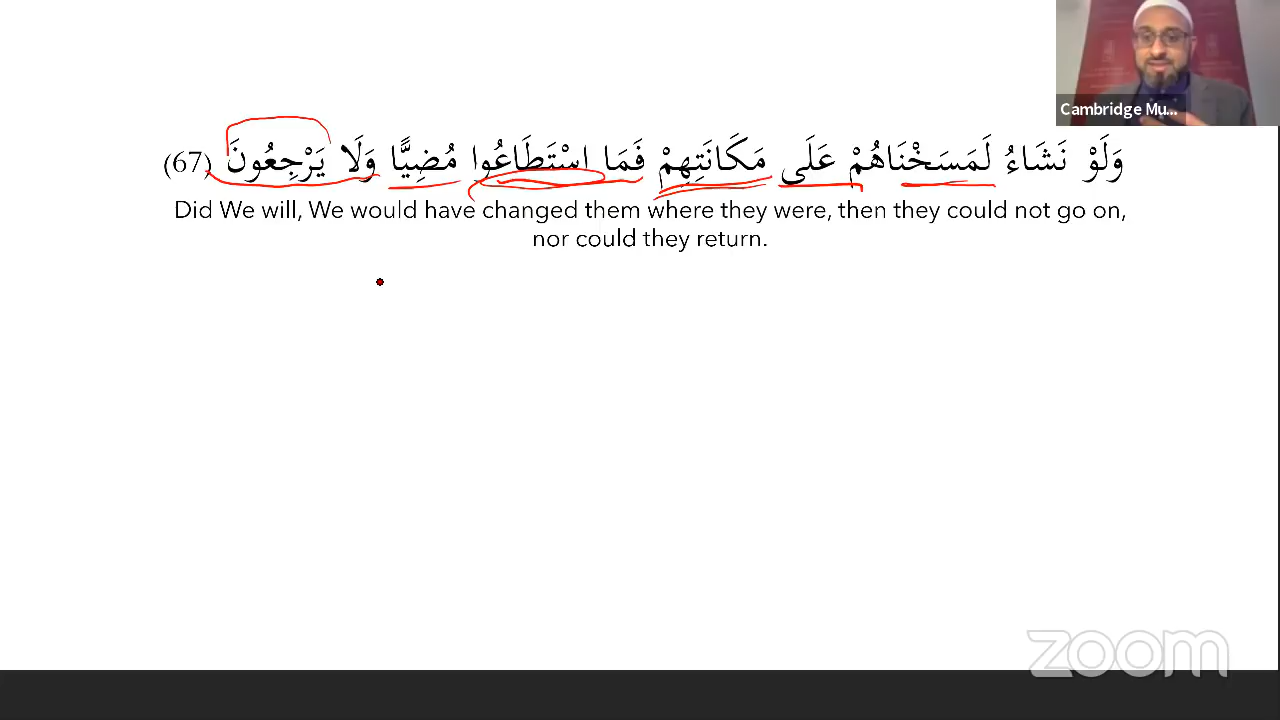 Cambridge Mu...
وَلَوْ نَشَاءُ لَمَسَخْنَاهُمْ عَلَى مَكَانَتِهِمْ فَمَا اسْتَطَاعُوا مُضِيًّا وَلَا يَرْجِعُونَ (67)
Did We will, We would have changed them where they were, then they could not go on,
nor could they return.
zoom